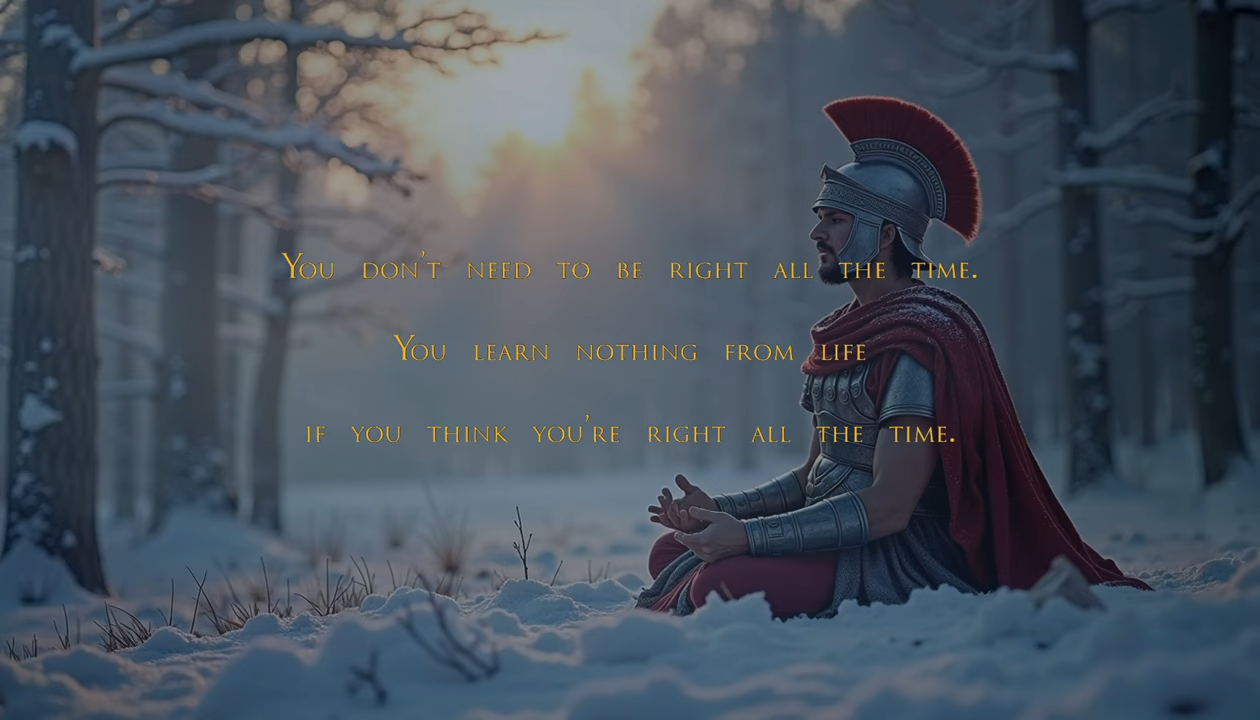 You don't need to be right all the time.
You learn nothing from life
if you think you're right all the time.